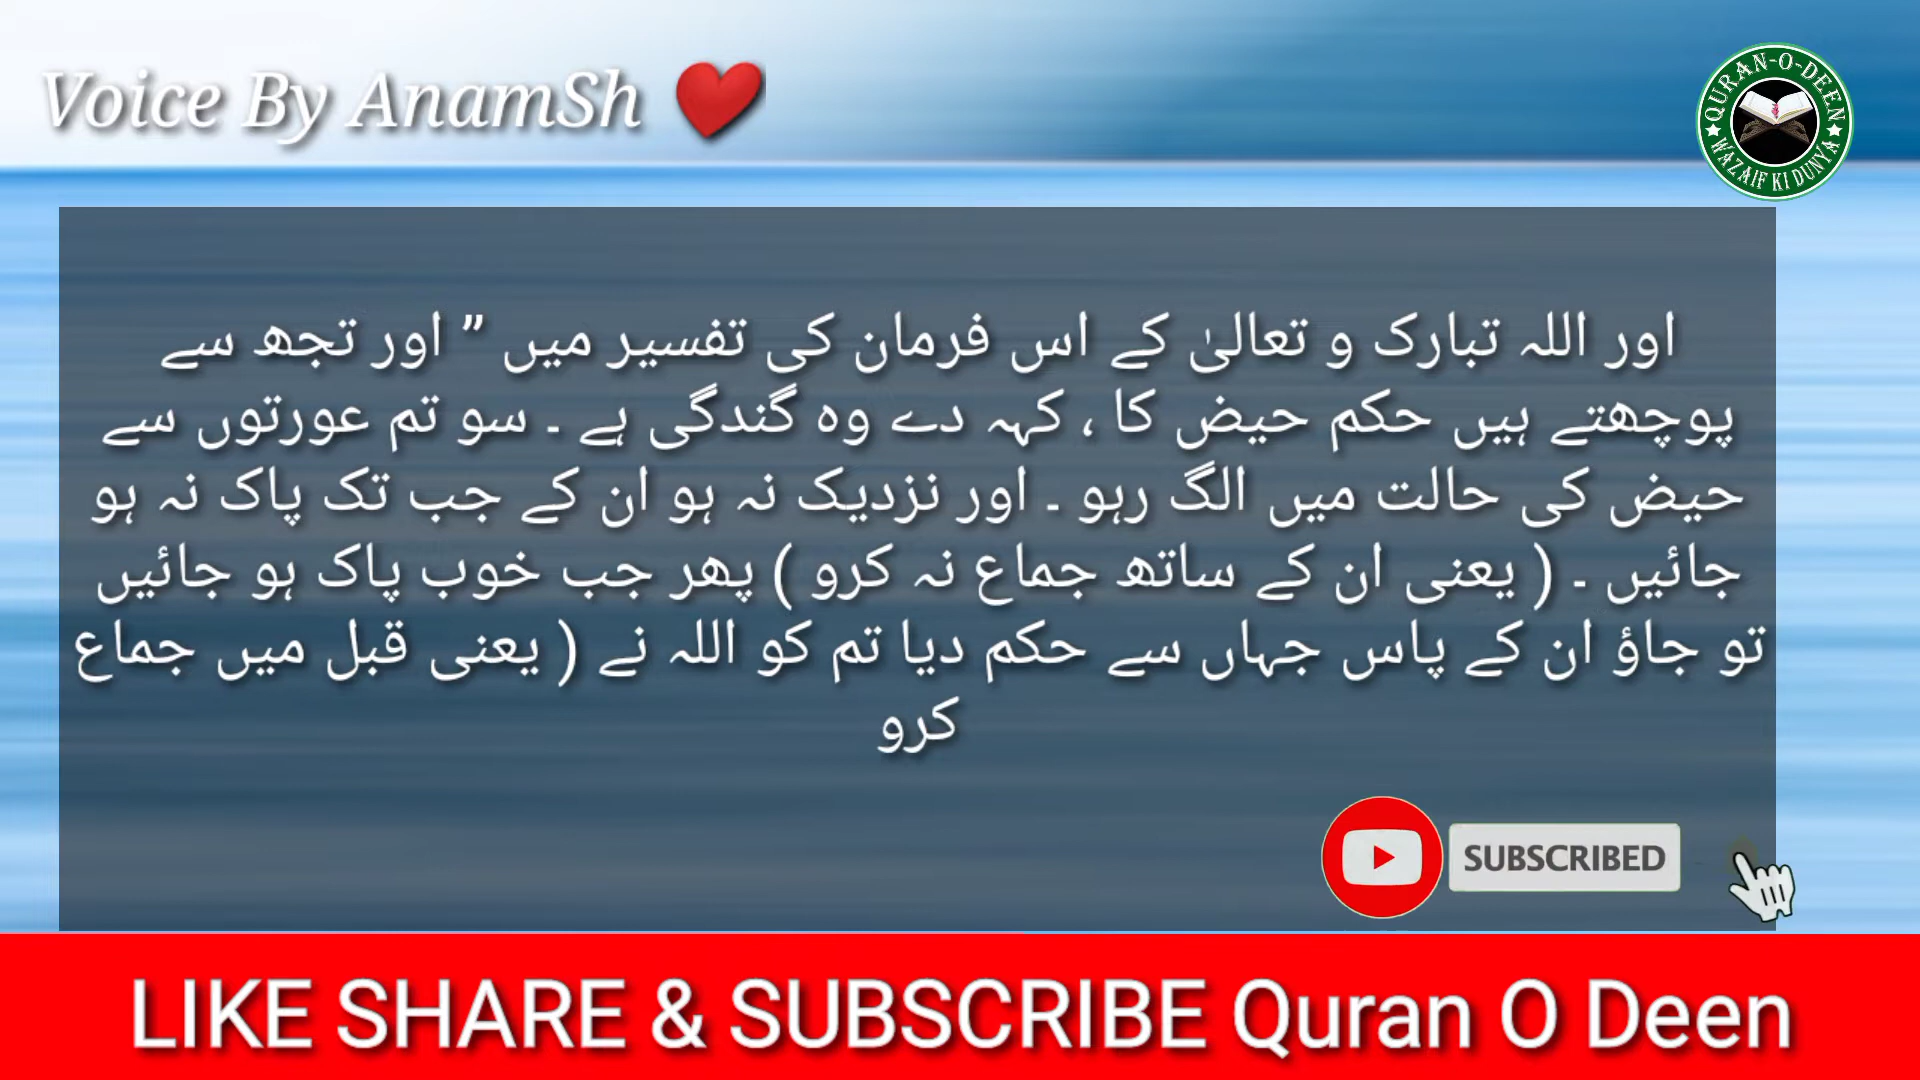 Voice By AnamSh ❤️
QURAN-O-DEEN
WAZAIF KI DUNYA
اور اللہ تبارک و تعالیٰ کے اس فرمان کی تفسیر میں ” اور تجھ سے
پوچھتے ہیں حکم حیض کا ، کہہ دے وہ گندگی ہے ۔ سو تم عورتوں سے
حیض کی حالت میں الگ رہو ۔ اور نزدیک نہ ہو ان کے جب تک پاک نہ ہو
جائیں ۔ ( یعنی ان کے ساتھ جماع نہ کرو ) پھر جب خوب پاک ہو جائیں
تو جاؤ ان کے پاس جہاں سے حکم دیا تم کو اللہ نے ( یعنی قبل میں جماع
کرو
SUBSCRIBED
LIKE SHARE & SUBSCRIBE Quran O Deen